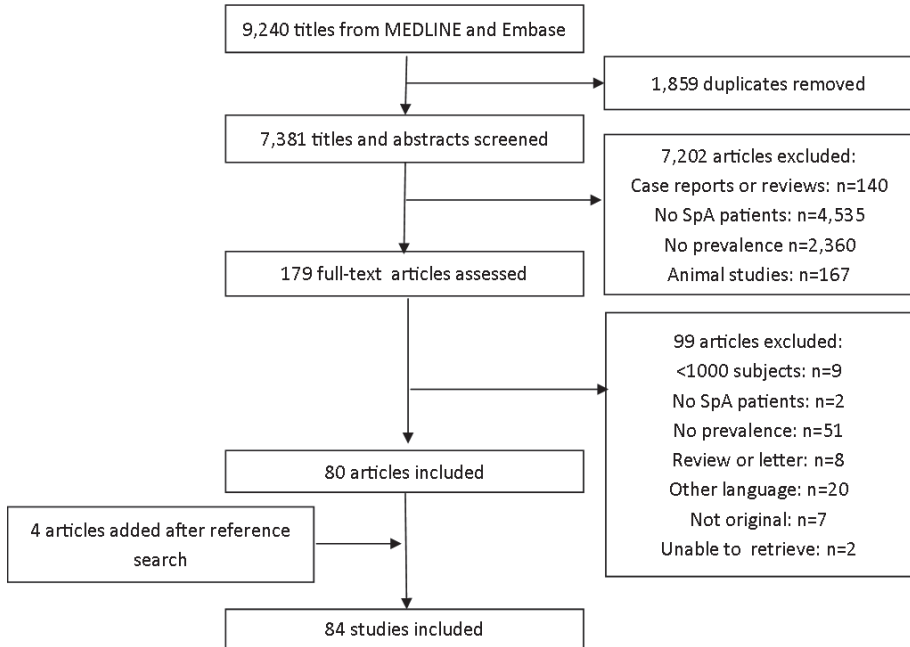 9,240 titles from MEDLINE and Embase
1,859 duplicates removed
7,381 titles and abstracts screened
7,202 articles excluded:
Case reports or reviews: n=140
No SpA patients: n=4,535
No prevalence n=2,360
Animal studies: n=167
179 full-text articles assessed
99 articles excluded:
<1000 subjects: n=9
No SpA patients: n=2
No prevalence: n=51
Review or letter: n=8
Other language: n=20
Not original: n=7
Unable to retrieve: n=2
80 articles included
4 articles added after reference
search
84 studies included